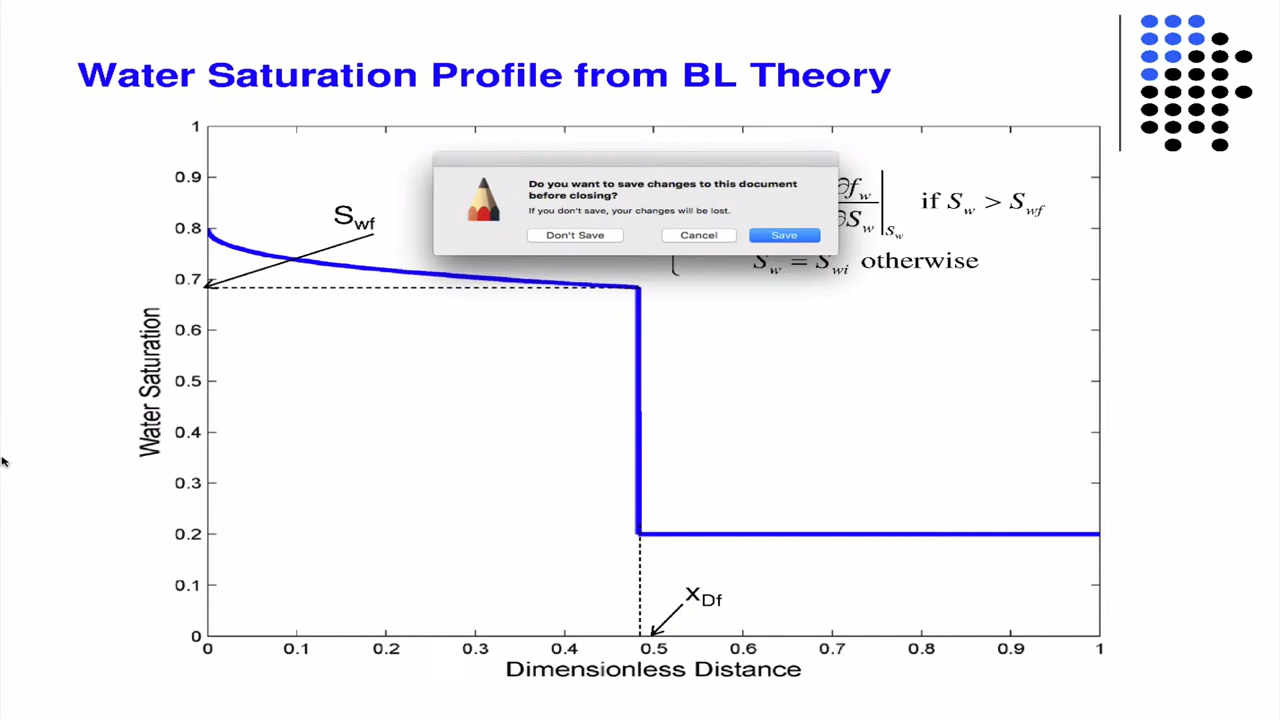 Water Saturation Profile from BL Theory
Do you want to save changes to this document
before closing?
If you don't save, your changes will be lost.
Don't Save Cancel Save
∂f_w
∂S_w |_{S_w} if S_w > S_wf
S_w = S_wi otherwise
S_wf
x_Df
1
0.9
0.8
0.7
0.6
0.5
0.4
0.3
0.2
0.1
0
Water Saturation
0 0.1 0.2 0.3 0.4 0.5 0.6 0.7 0.8 0.9 1
Dimensionless Distance